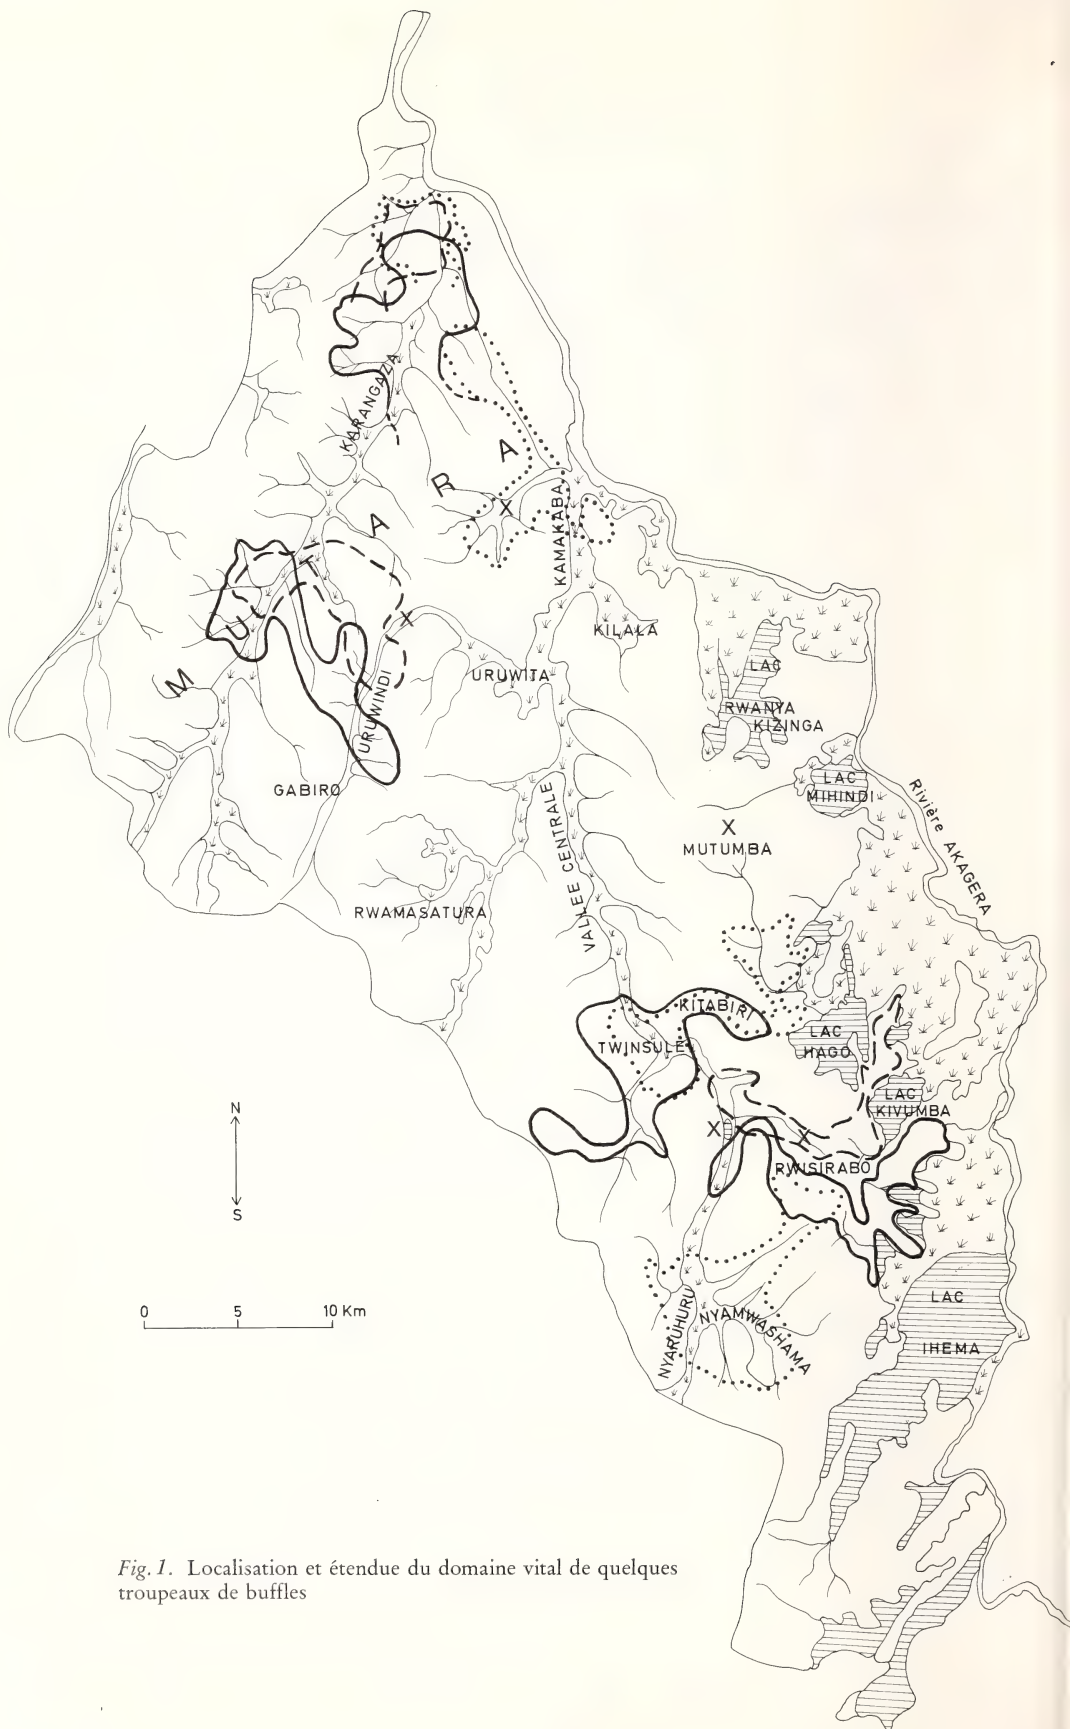 KARANGAZA
MUTARA
KAMAKABA
KILALA
URUWITA
LAC
RWANYA
KIZINGA
URUWINDI
GABIRO
LAC
MIHINDI
Rivière AKAGERA
X
MUTUMBA
VALLEE CENTRALE
RWAMASATURA
KITABIRI
TWINSULE
LAC
HAGO
LAC
KIVUMBA
X
X
X
X
RWISIRABO
N
S
LAC
IHEMA
NYARUHURU
NYAMWASHAMA
0 5 10 Km
Fig. 1. Localisation et étendue du domaine vital de quelques
troupeaux de buffles